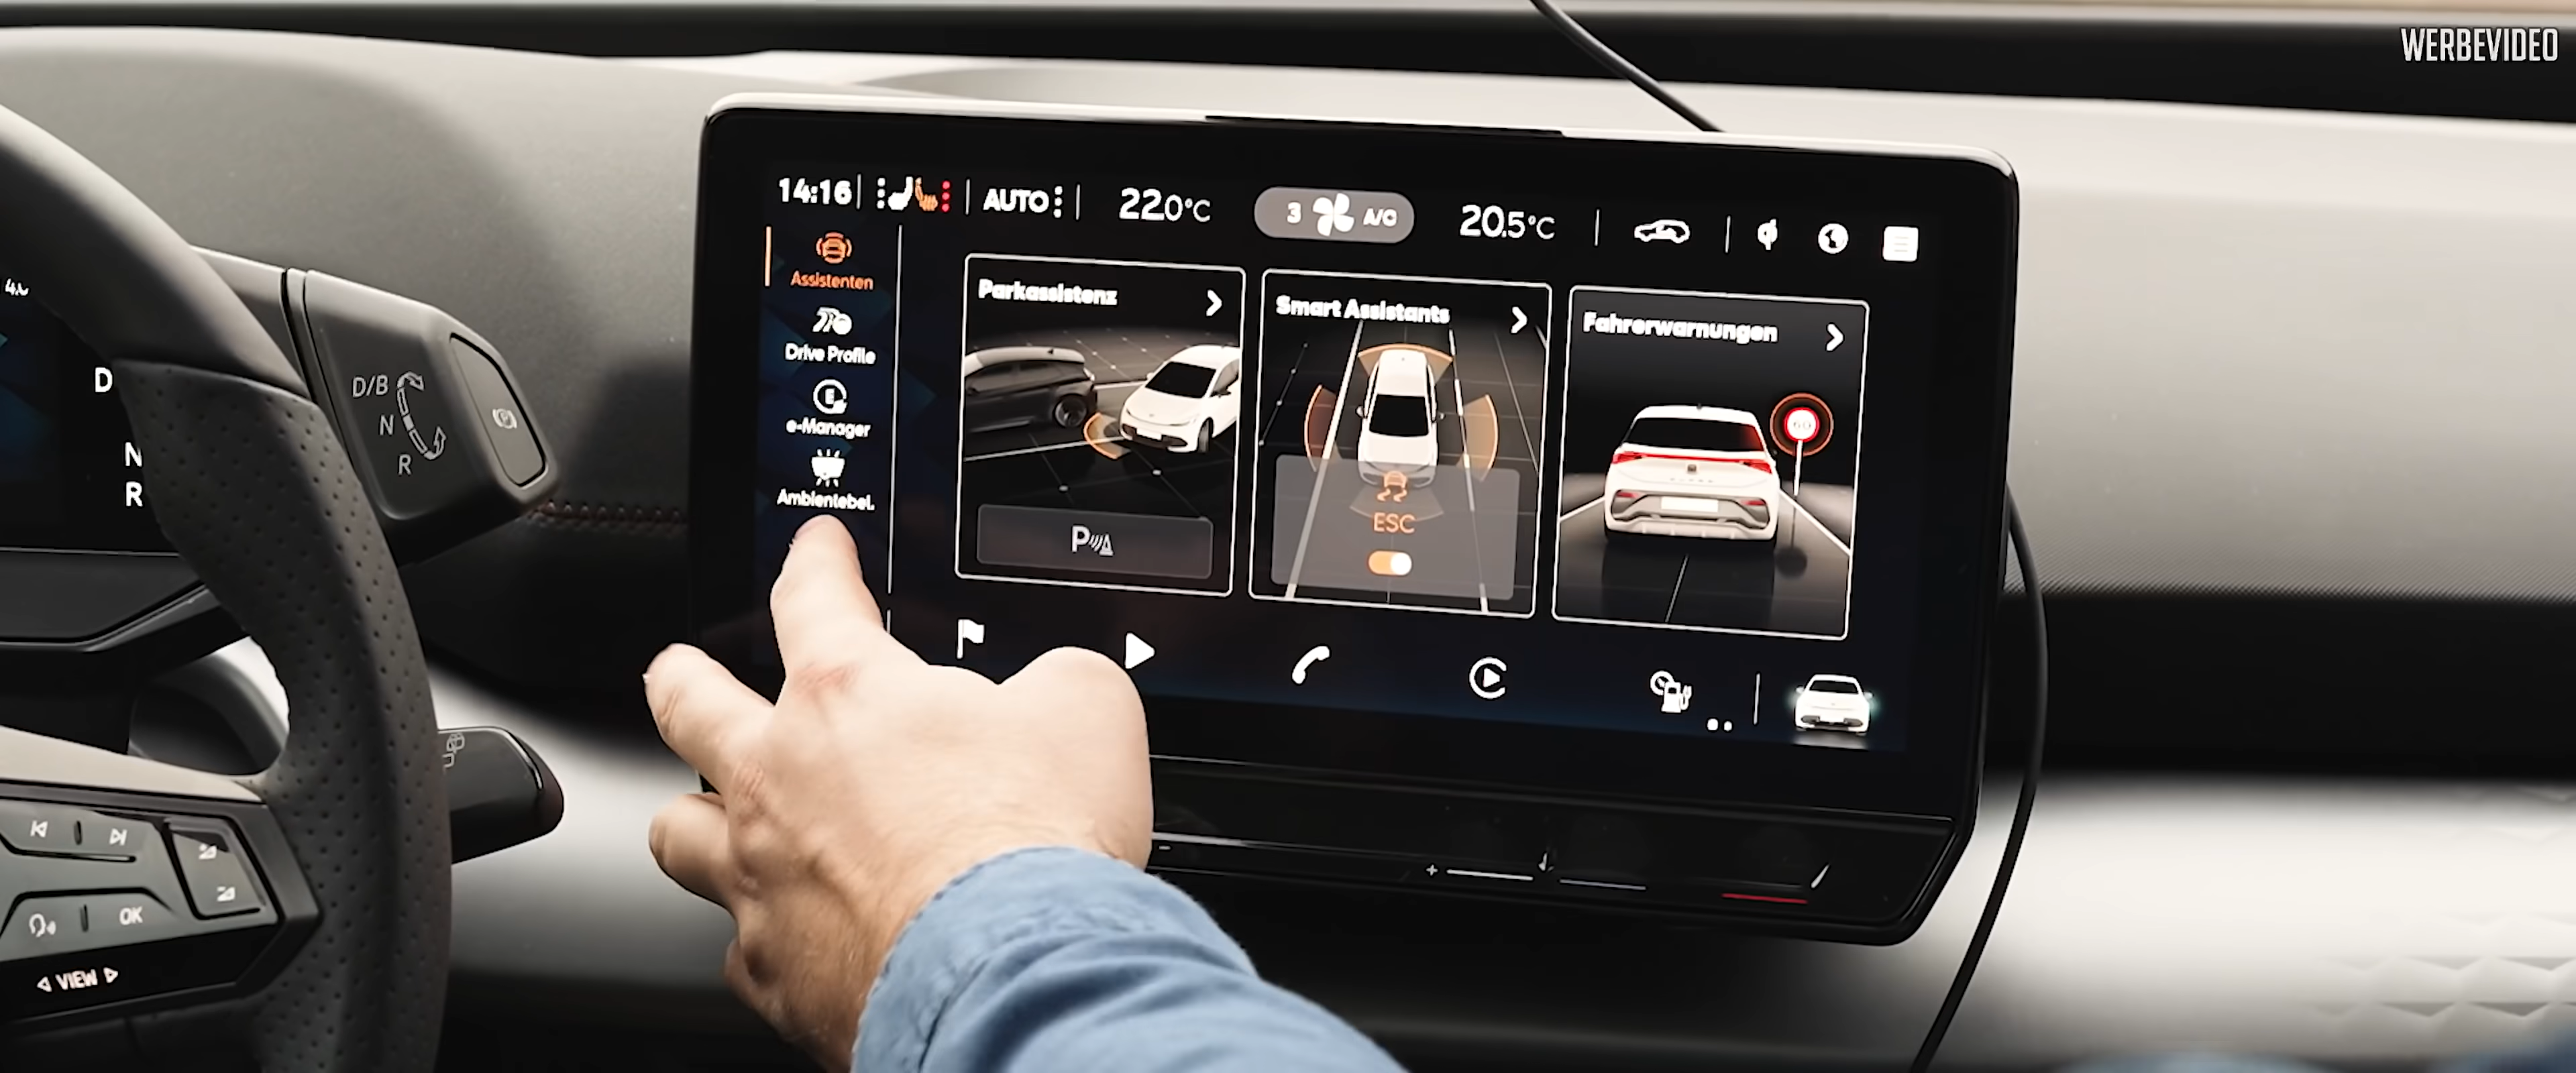 WERBEVIDEO
14:16
AUTO
22.0°C
3
A/C
20.5°C
Assistenten
Drive Profile
e-Manager
Ambientebel.
Parkassistenz
Smart Assistants
Fahrerwarnungen
60
P
ESC
D
N
R
D/B
N
R
OK
VIEW